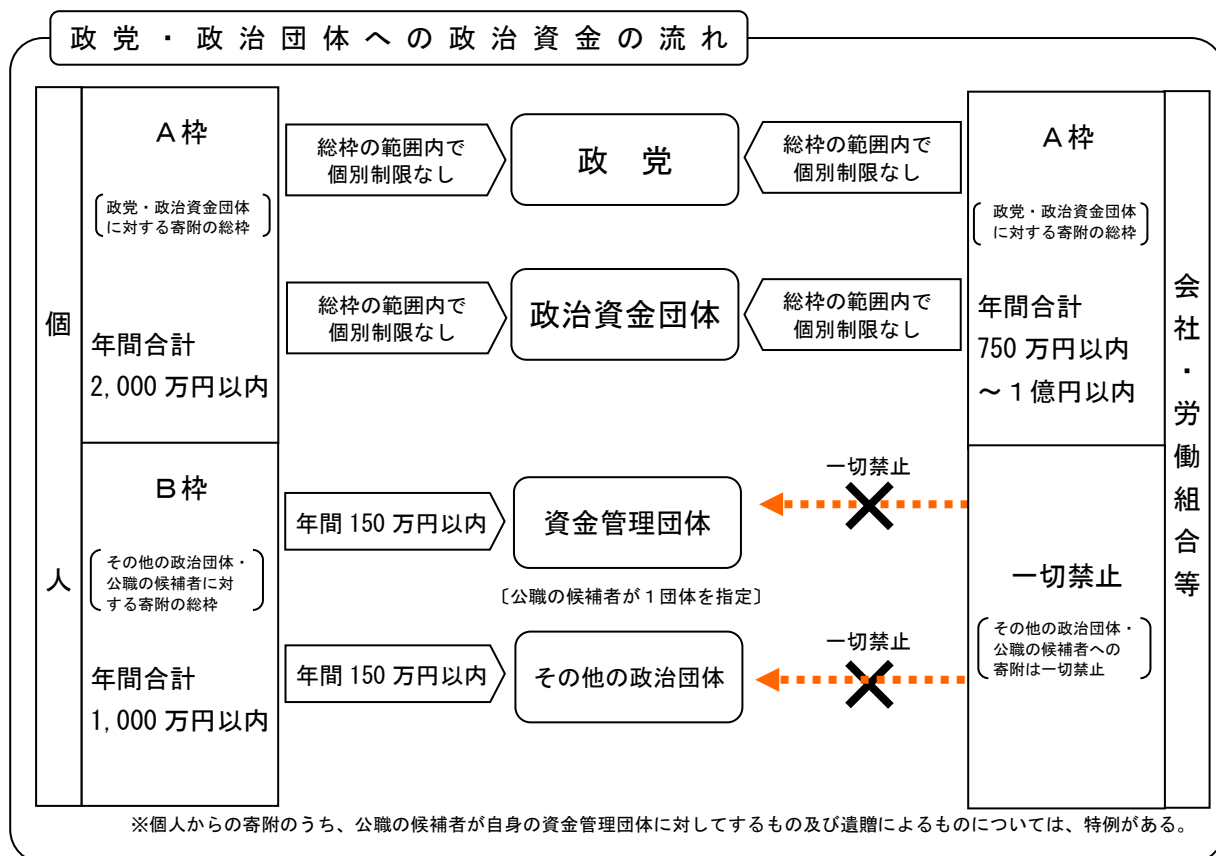 政党・政治団体への政治資金の流れ
個人
A枠
政党・政治資金団体
に対する寄附の総枠
年間合計
2,000 万円以内
B枠
その他の政治団体・
公職の候補者に対
する寄附の総枠
年間合計
1,000 万円以内
総枠の範囲内で
個別制限なし
政 党
総枠の範囲内で
個別制限なし
総枠の範囲内で
個別制限なし
政治資金団体
総枠の範囲内で
個別制限なし
年間 150 万円以内
資金管理団体
一切禁止
〔公職の候補者が1団体を指定〕
年間 150 万円以内
その他の政治団体
一切禁止
A枠
政党・政治資金団体
に対する寄附の総枠
年間合計
750 万円以内
～1億円以内
一切禁止
その他の政治団体・
公職の候補者への
寄附は一切禁止
会社・労働組合等
※個人からの寄附のうち、公職の候補者が自身の資金管理団体に対してするもの及び遺贈によるものについては、特例がある。